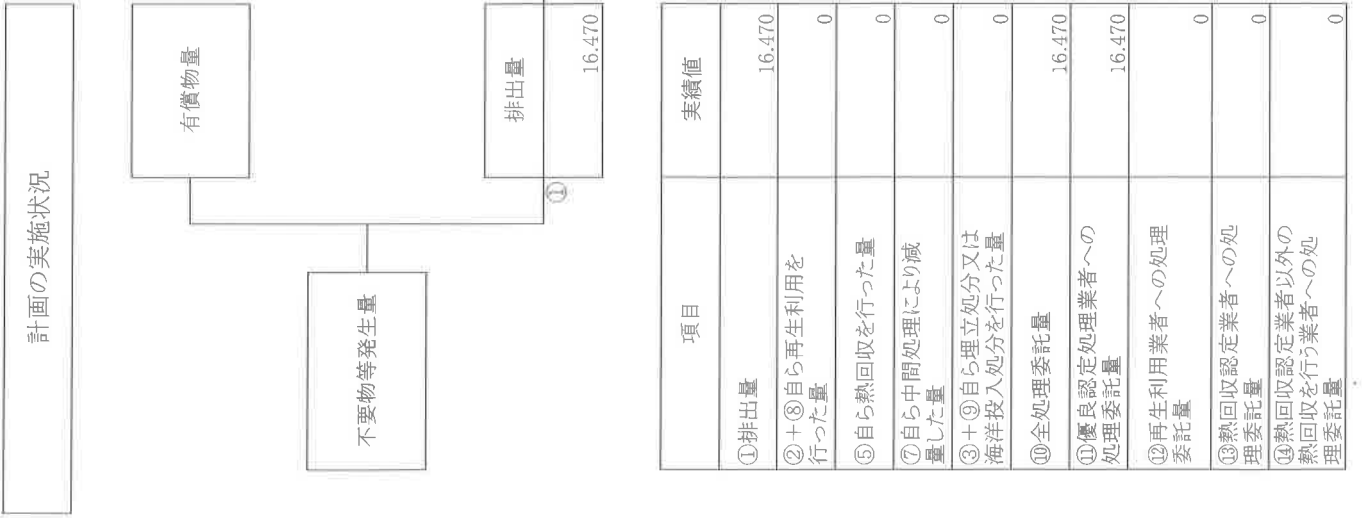 計画の実施状況
有償物量
不要物等発生量
①
排出量
16.470
項目
実績値
①排出量
16.470
②+⑧自ら再生利用を
行った量
0
⑤自ら熱回収を行った量
0
⑦自ら中間処理により減
量した量
0
③+⑨自ら埋立処分又は
海洋投入処分を行った量
0
⑩全処理委託量
16.470
⑪優良認定処理業者への
処理委託量
16.470
⑫再生利用業者への処理
委託量
0
⑬熱回収認定業者への処
理委託量
0
⑭熱回収認定業者以外の
熱回収を行う業者への処
理委託量
0